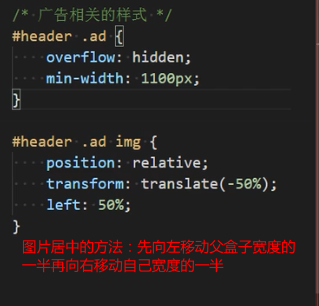 /* 广告相关的样式 */
#header .ad {
    overflow: hidden;
    min-width: 1100px;
}
#header .ad img {
    position: relative;
    transform: translate(-50%);
    left: 50%;
}
图片居中的方法：先向左移动父盒子宽度的
一半再向右移动自己宽度的一半